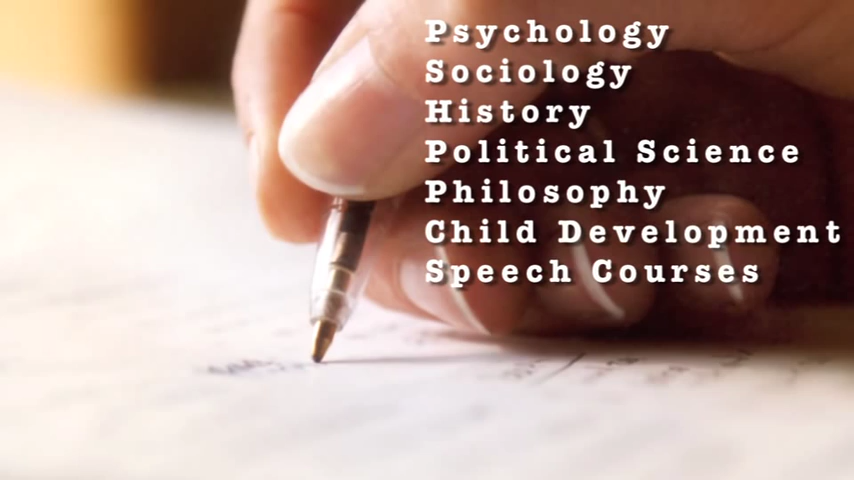 Psychology
Sociology
History
Political Science
Philosophy
Child Development
Speech Courses